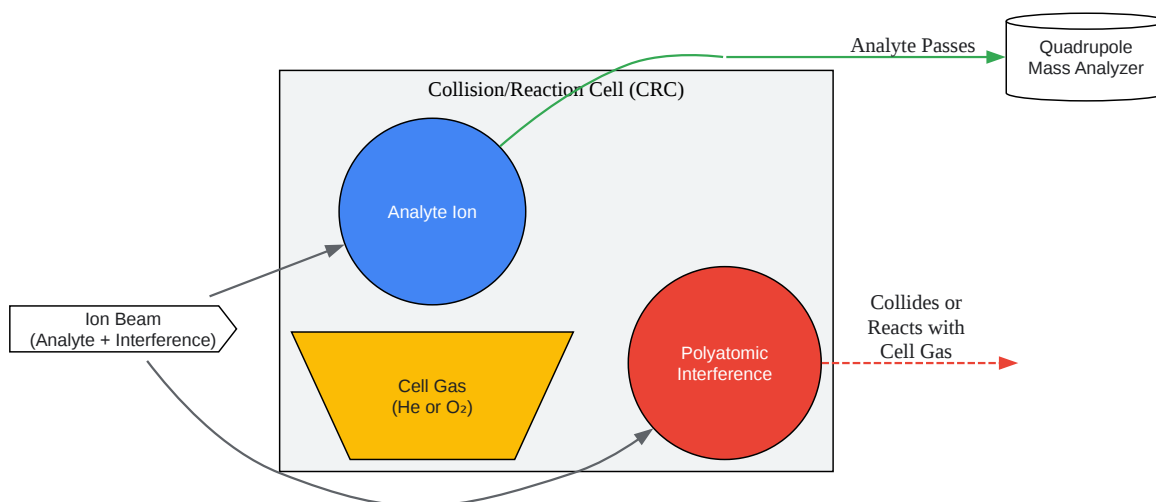 Analyte Passes
Quadrupole
Mass Analyzer
Collision/Reaction Cell (CRC)
Analyte Ion
Ion Beam
(Analyte + Interference)
Collides or
Reacts with
Cell Gas
Polyatomic
Interference
Cell Gas
(He or O₂)